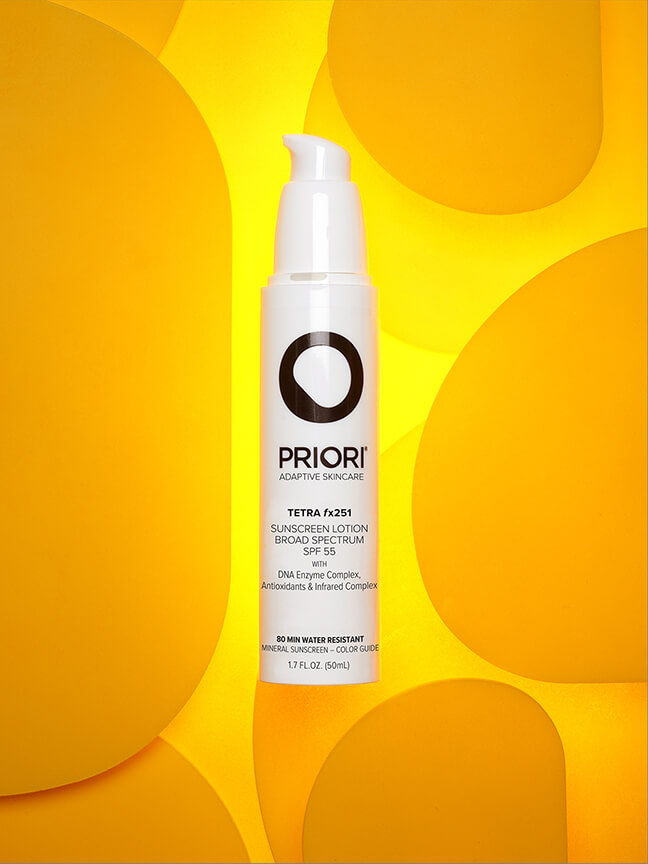 PRIORI®
ADAPTIVE SKINCARE
TETRA fx251
SUNSCREEN LOTION
BROAD SPECTRUM
SPF 55
WITH
DNA Enzyme Complex,
Antioxidants & Infrared Complex
80 MIN WATER RESISTANT
MINERAL SUNSCREEN – COLOR GUIDE
1.7 FL.OZ. (50mL)